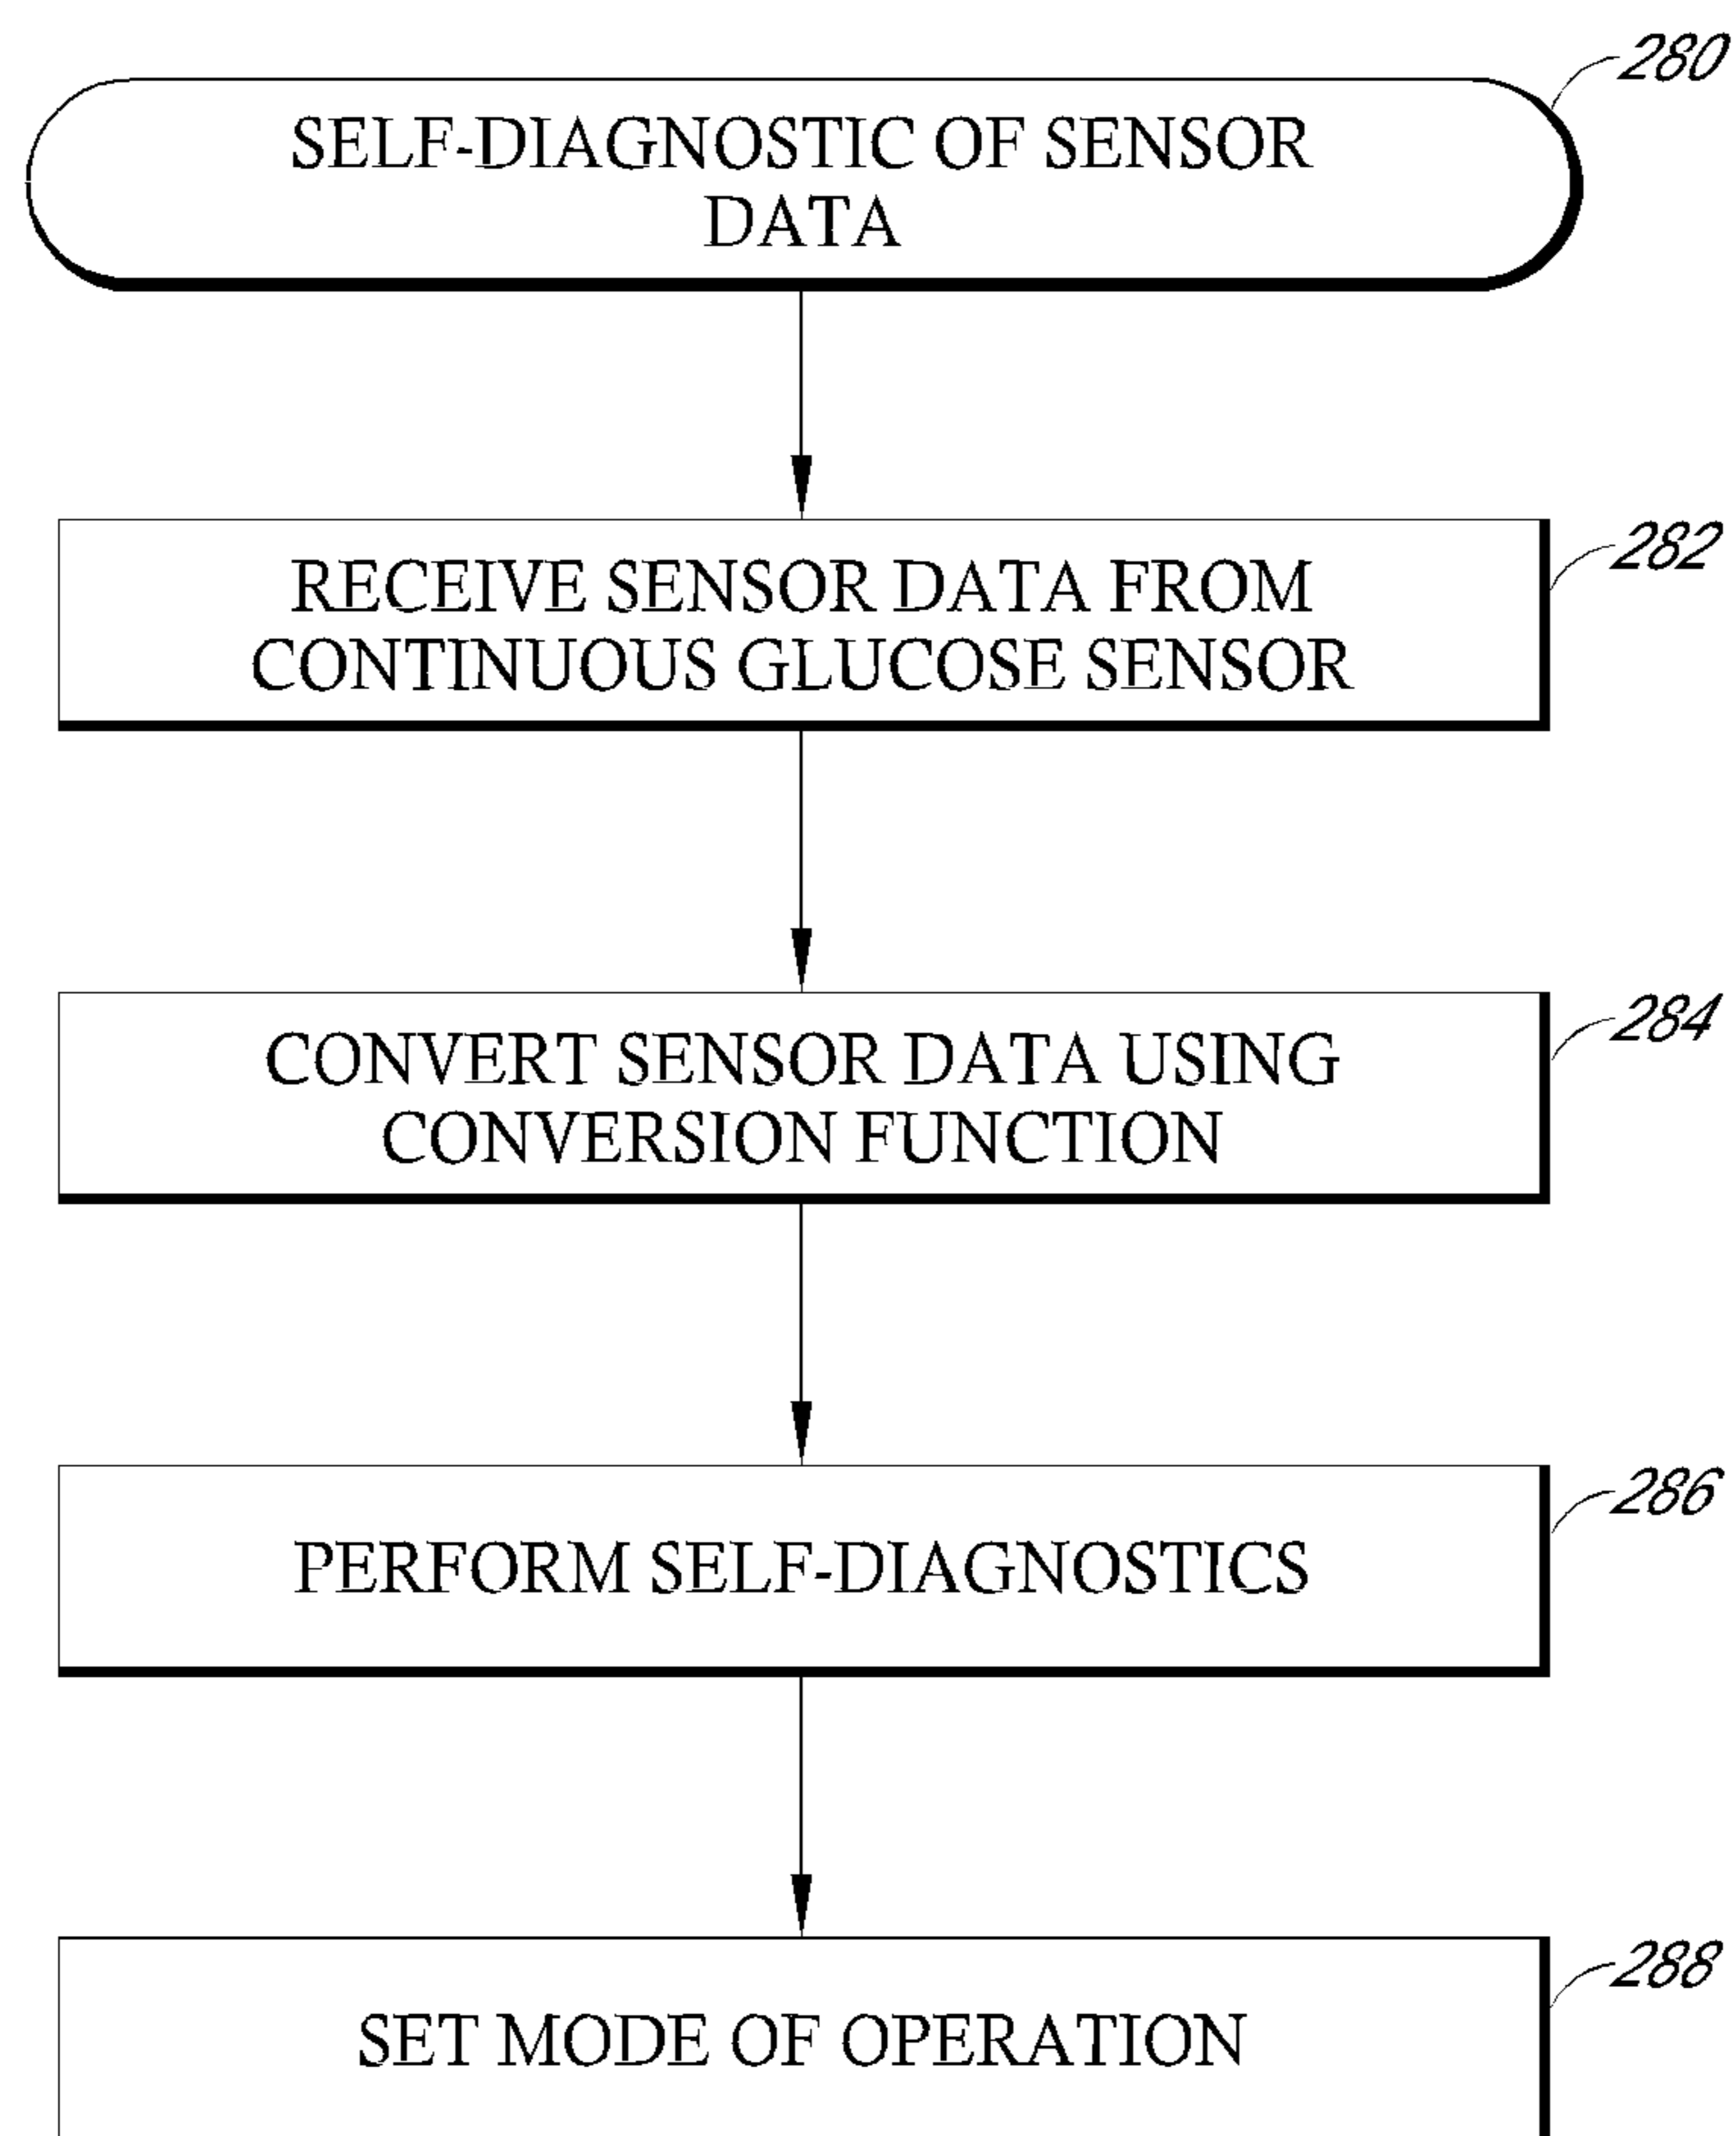 280
SELF-DIAGNOSTIC OF SENSOR
DATA
282
RECEIVE SENSOR DATA FROM
CONTINUOUS GLUCOSE SENSOR
284
CONVERT SENSOR DATA USING
CONVERSION FUNCTION
286
PERFORM SELF-DIAGNOSTICS
288
SET MODE OF OPERATION